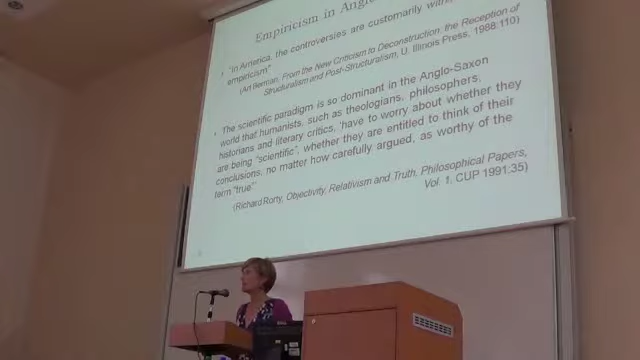 Empiricism in Anglo
• "In America, the controversies are customarily with,
empiricism"
(Art Berman, From the New Criticism to Deconstruction: the Reception of
Structuralism and Post-Structuralism, U. Illinois Press, 1988:110)
• The scientific paradigm is so dominant in the Anglo-Saxon
world that humanists, such as theologians, philosophers,
historians and literary critics, 'have to worry about whether they
are being "scientific", whether they are entitled to think of their
conclusions, no matter how carefully argued, as worthy of the
term "true"'
(Richard Rorty, Objectivity, Relativism and Truth. Philosophical Papers,
Vol. 1. CUP 1991:35)